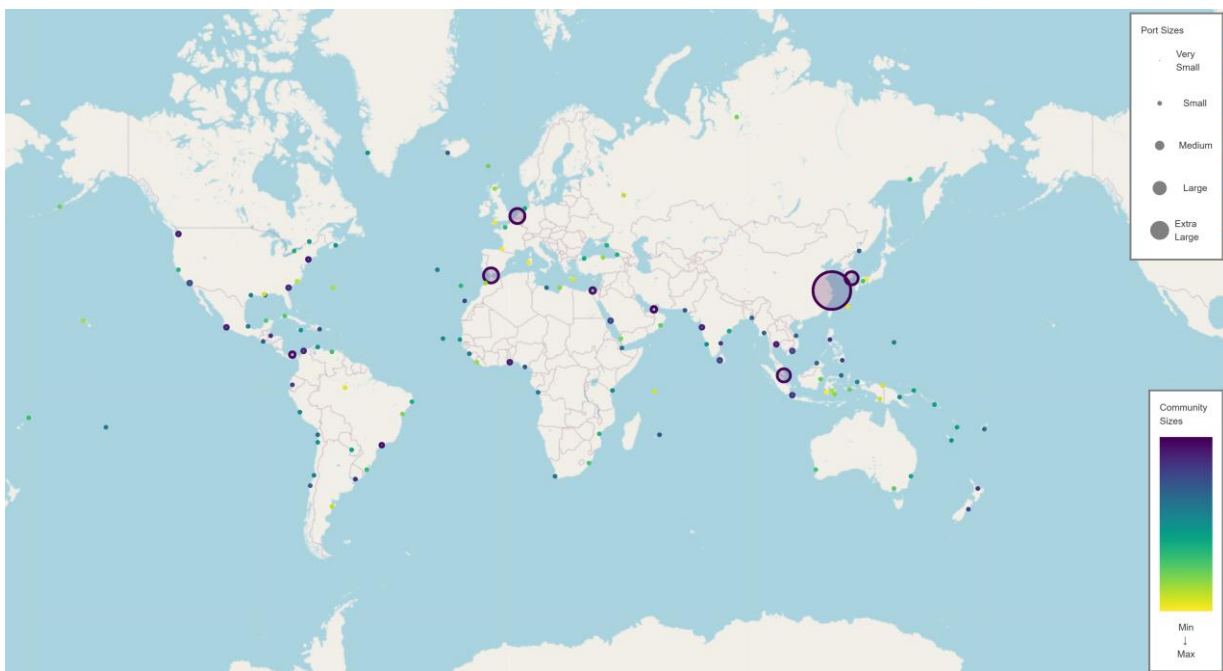 Port Sizes
Very
Small
Small
Medium
Large
Extra
Large
Community
Sizes
Min
↓
Max